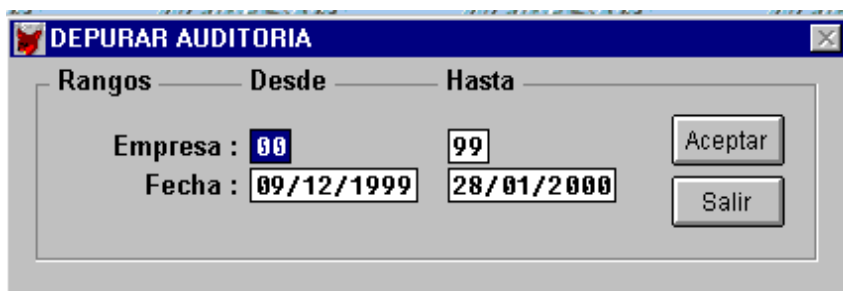 DEPURAR AUDITORIA
Rangos Desde Hasta
Empresa : 00 99 Aceptar
Fecha : 09/12/1999 28/01/2000
Salir